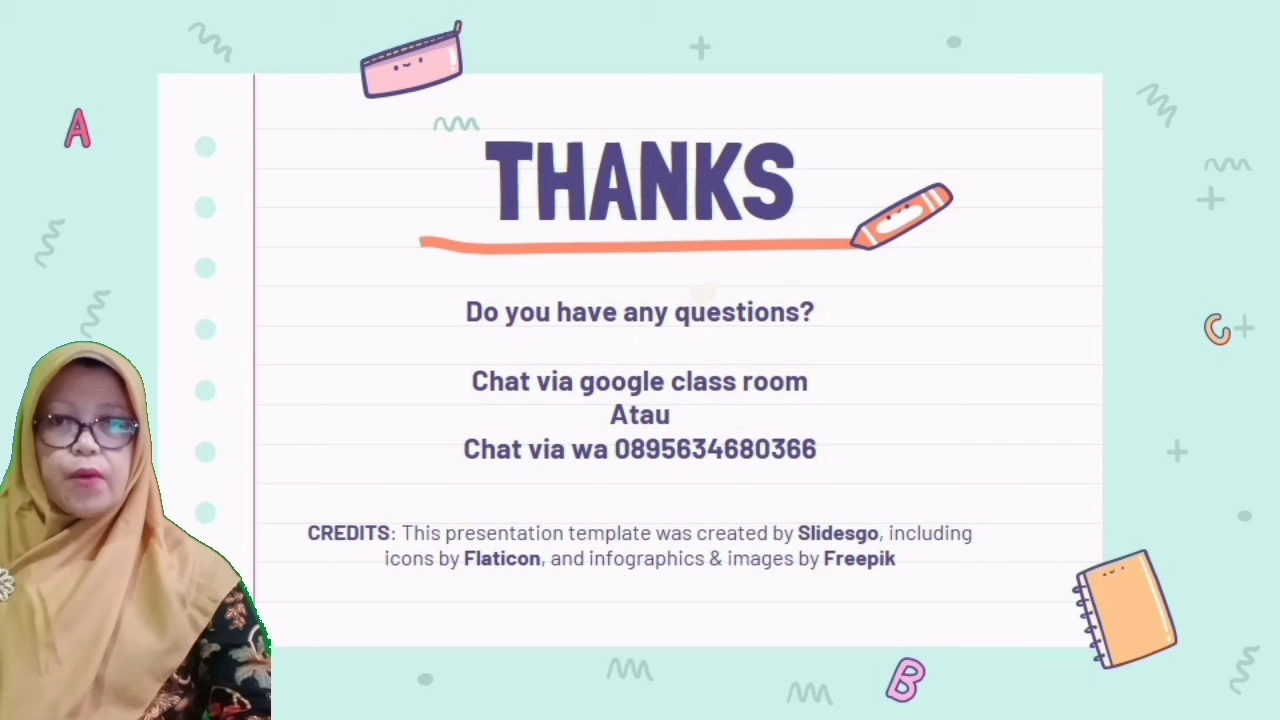 A
THANKS
Do you have any questions?
C
Chat via google class room
Atau
Chat via wa 0895634680366
CREDITS: This presentation template was created by Slidesgo, including
icons by Flaticon, and infographics & images by Freepik
B